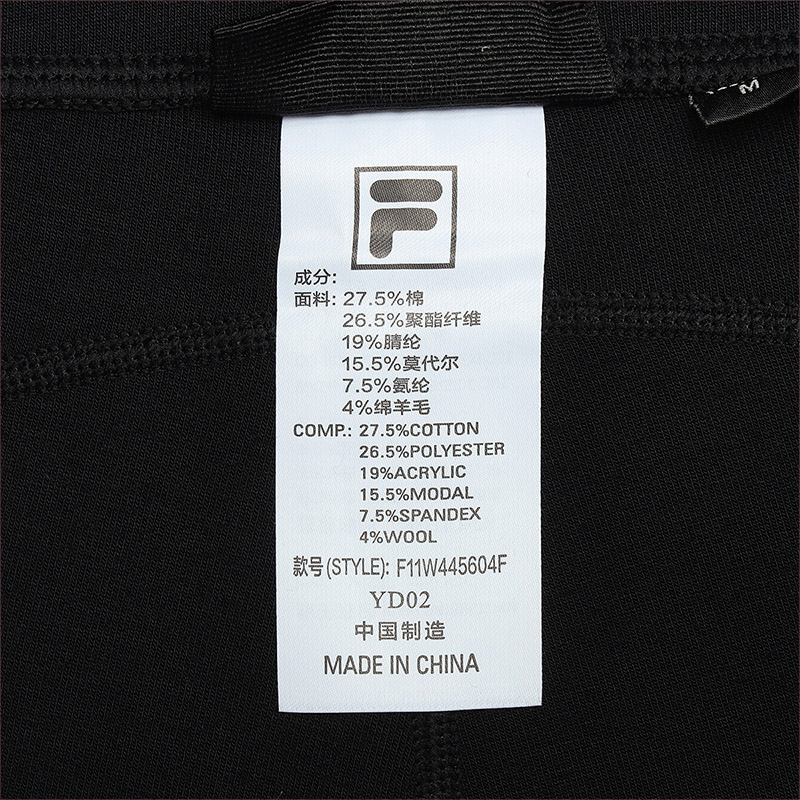 M
F
成分:
面料: 27.5%棉
26.5%聚酯纤维
19%腈纶
15.5%莫代尔
7.5%氨纶
4%绵羊毛
COMP.: 27.5%COTTON
26.5%POLYESTER
19%ACRYLIC
15.5%MODAL
7.5%SPANDEX
4%WOOL
款号(STYLE): F11W445604F
YD02
中国制造
MADE IN CHINA